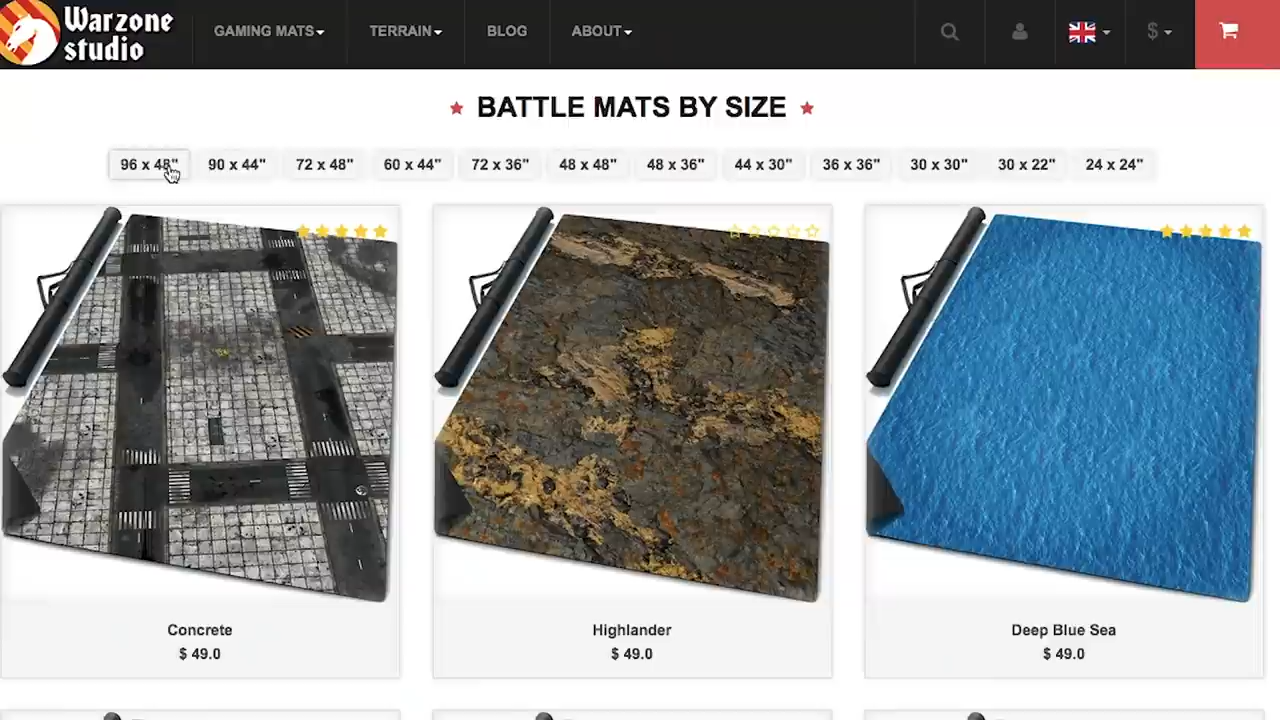 Warzone
studio
GAMING MATS
TERRAIN
BLOG
ABOUT
$
BATTLE MATS BY SIZE
96 x 48"
90 x 44"
72 x 48"
60 x 44"
72 x 36"
48 x 48"
48 x 36"
44 x 30"
36 x 36"
30 x 30"
30 x 22"
24 x 24"
Concrete
$ 49.0
Highlander
$ 49.0
Deep Blue Sea
$ 49.0